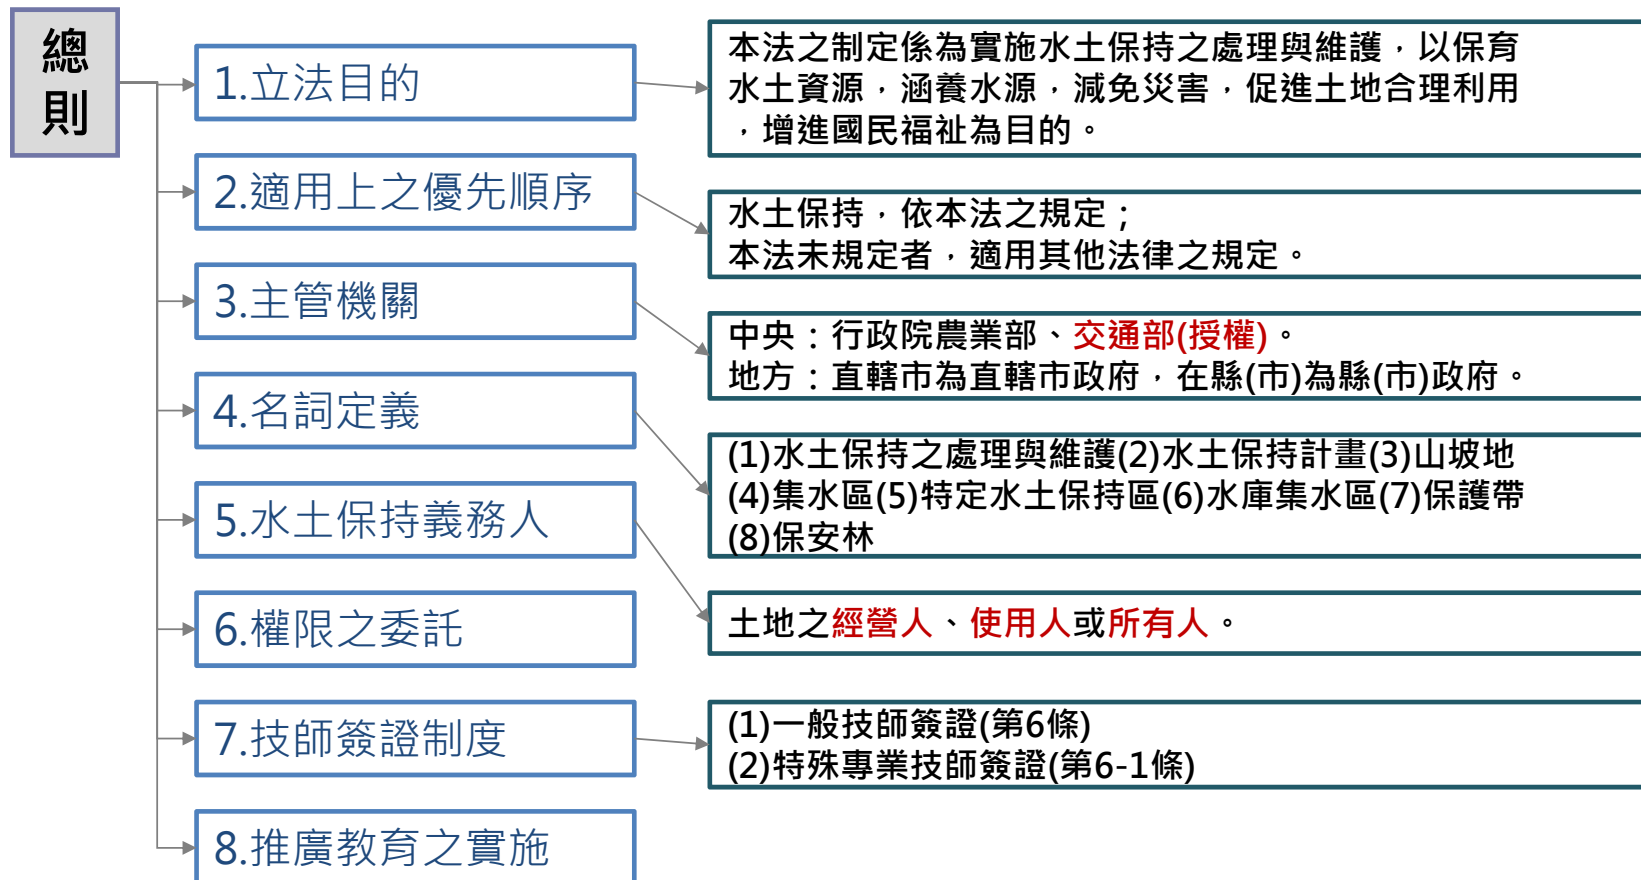 總
則
1.立法目的
本法之制定係為實施水土保持之處理與維護，以保育
水土資源，涵養水源，減免災害，促進土地合理利用
，增進國民福祉為目的。
2.適用上之優先順序
水土保持，依本法之規定；
本法未規定者，適用其他法律之規定。
3.主管機關
中央：行政院農業部、交通部(授權)。
地方：直轄市為直轄市政府，在縣(市)為縣(市)政府。
4.名詞定義
(1)水土保持之處理與維護(2)水土保持計畫(3)山坡地
(4)集水區(5)特定水土保持區(6)水庫集水區(7)保護帶
(8)保安林
5.水土保持義務人
土地之經營人、使用人或所有人。
6.權限之委託
7.技師簽證制度
(1)一般技師簽證(第6條)
(2)特殊專業技師簽證(第6-1條)
8.推廣教育之實施